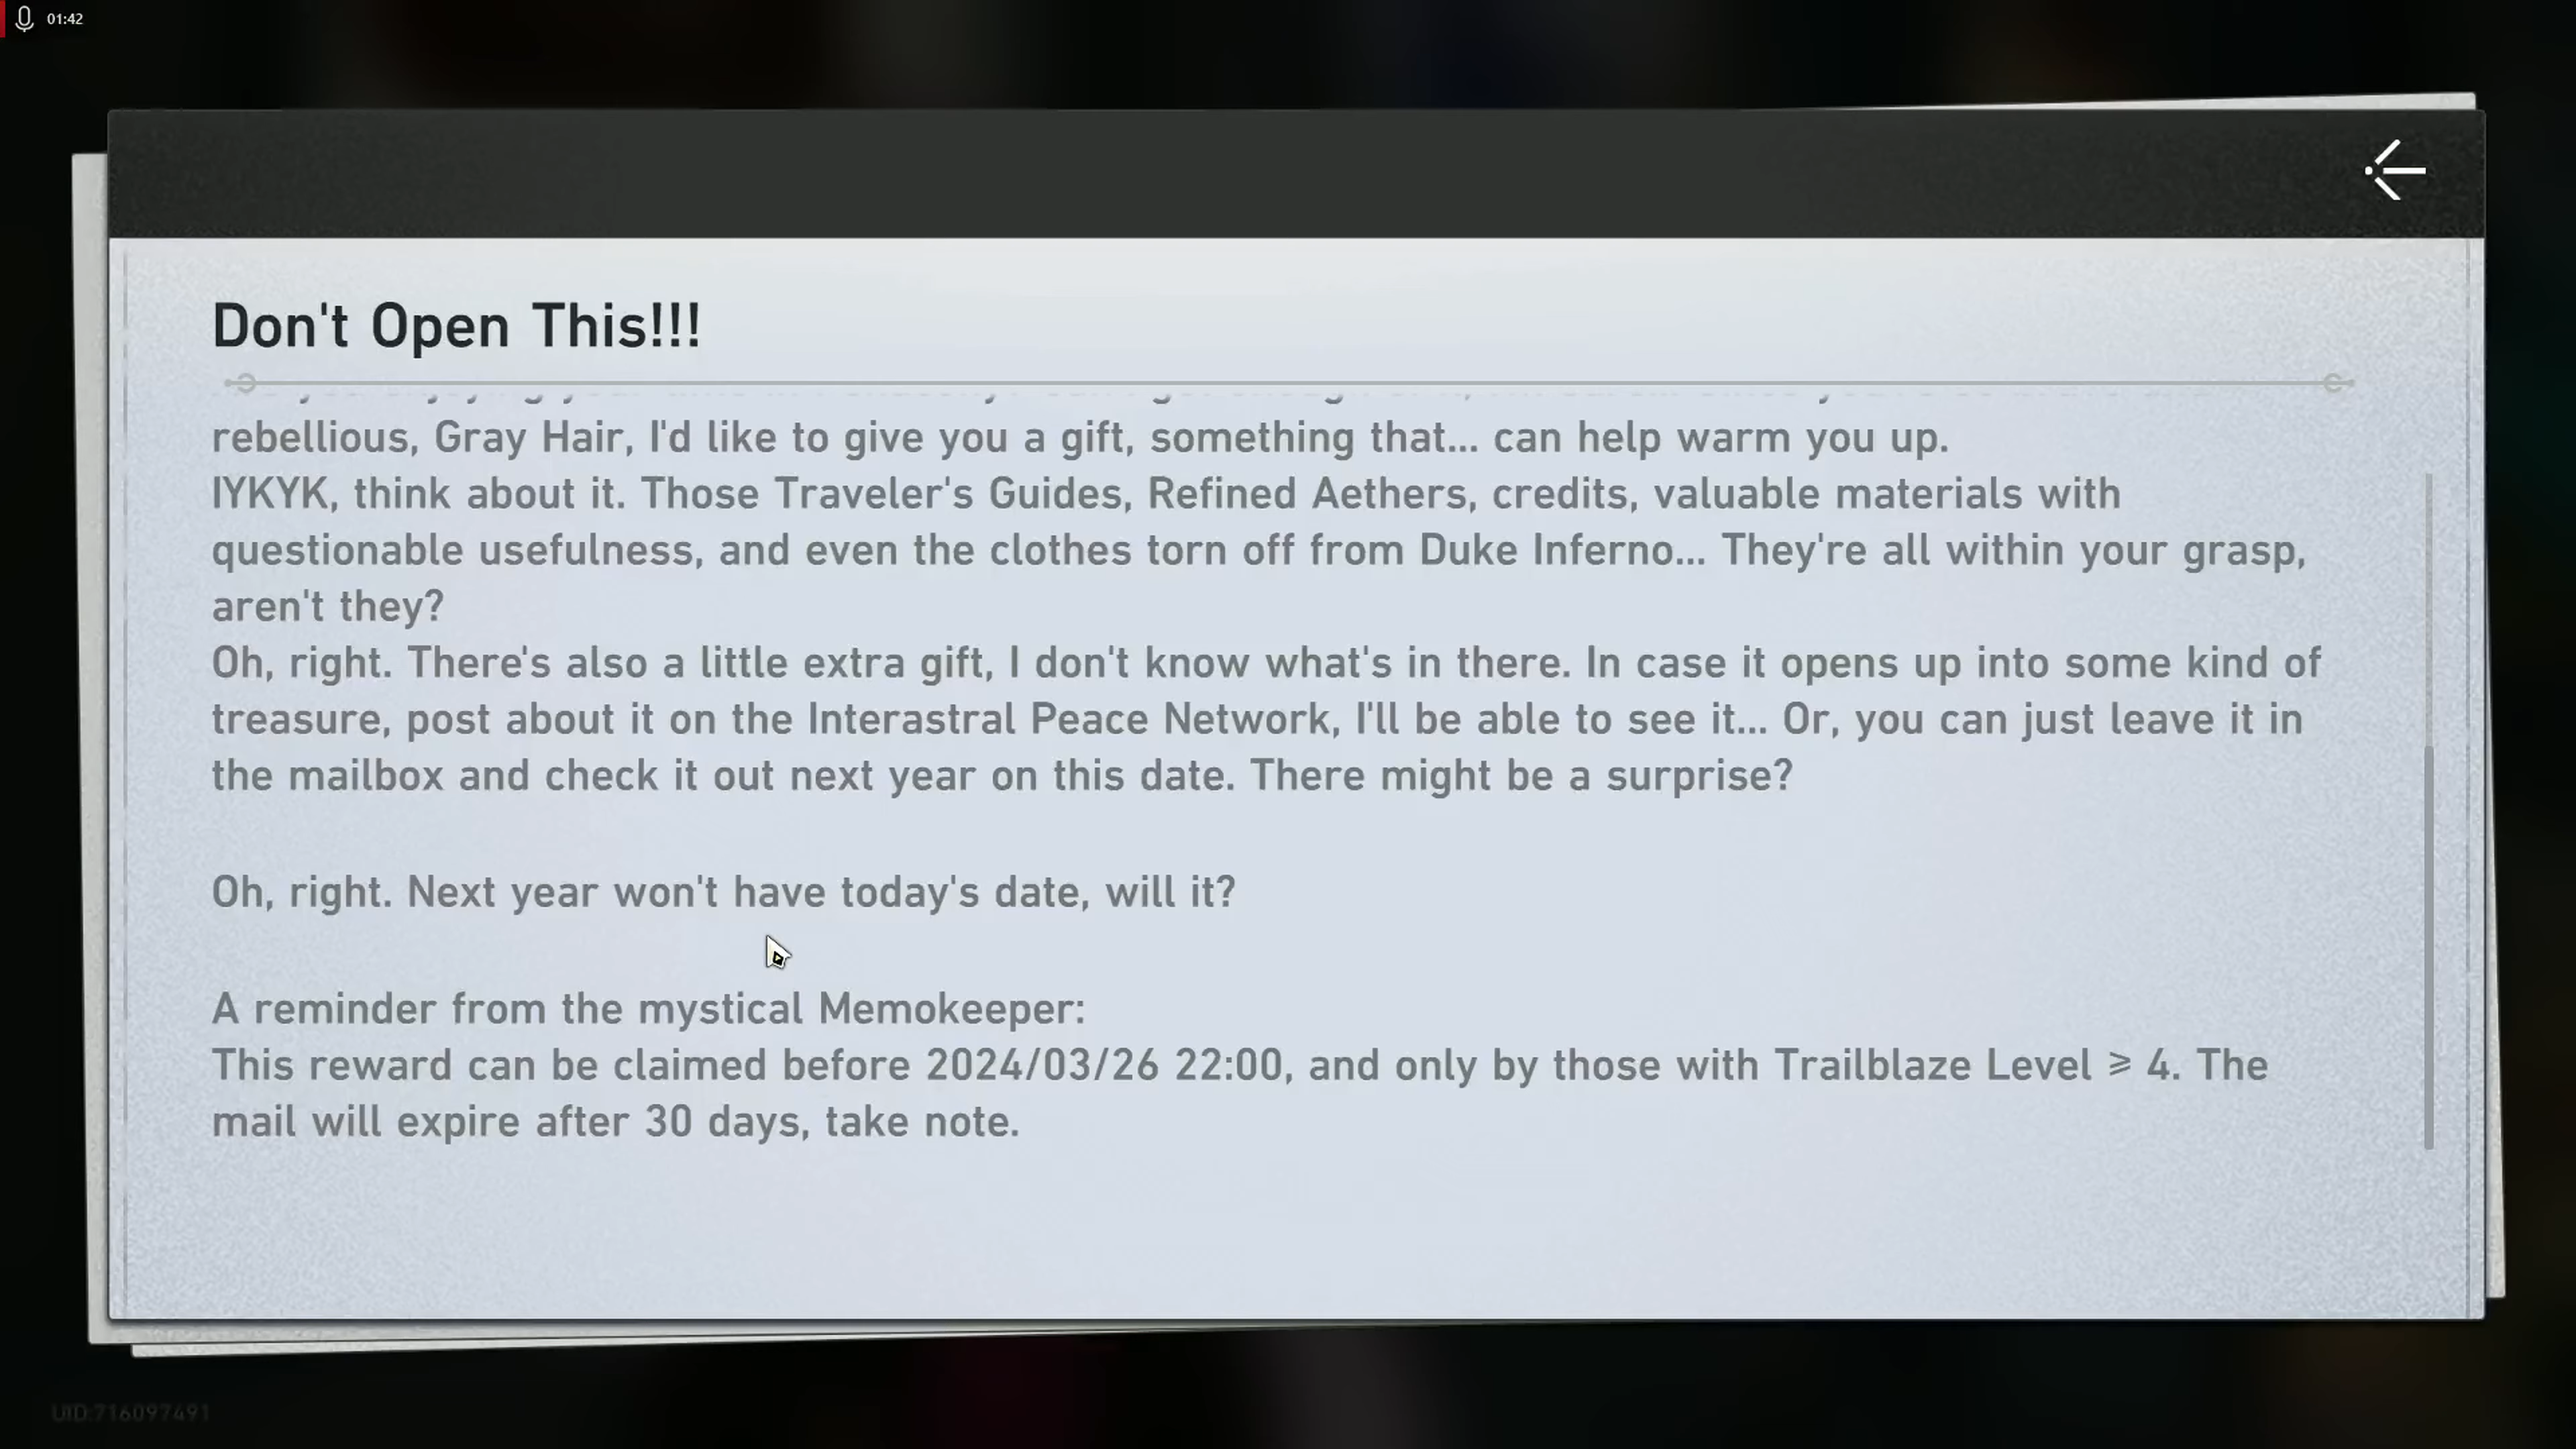 01:42
Don't Open This!!!
rebellious, Gray Hair, I'd like to give you a gift, something that... can help warm you up.
IYKYK, think about it. Those Traveler's Guides, Refined Aethers, credits, valuable materials with
questionable usefulness, and even the clothes torn off from Duke Inferno... They're all within your grasp,
aren't they?
Oh, right. There's also a little extra gift, I don't know what's in there. In case it opens up into some kind of
treasure, post about it on the Interastral Peace Network, I'll be able to see it... Or, you can just leave it in
the mailbox and check it out next year on this date. There might be a surprise?
Oh, right. Next year won't have today's date, will it?
A reminder from the mystical Memokeeper:
This reward can be claimed before 2024/03/26 22:00, and only by those with Trailblaze Level ≥ 4. The
mail will expire after 30 days, take note.
UID:716097491